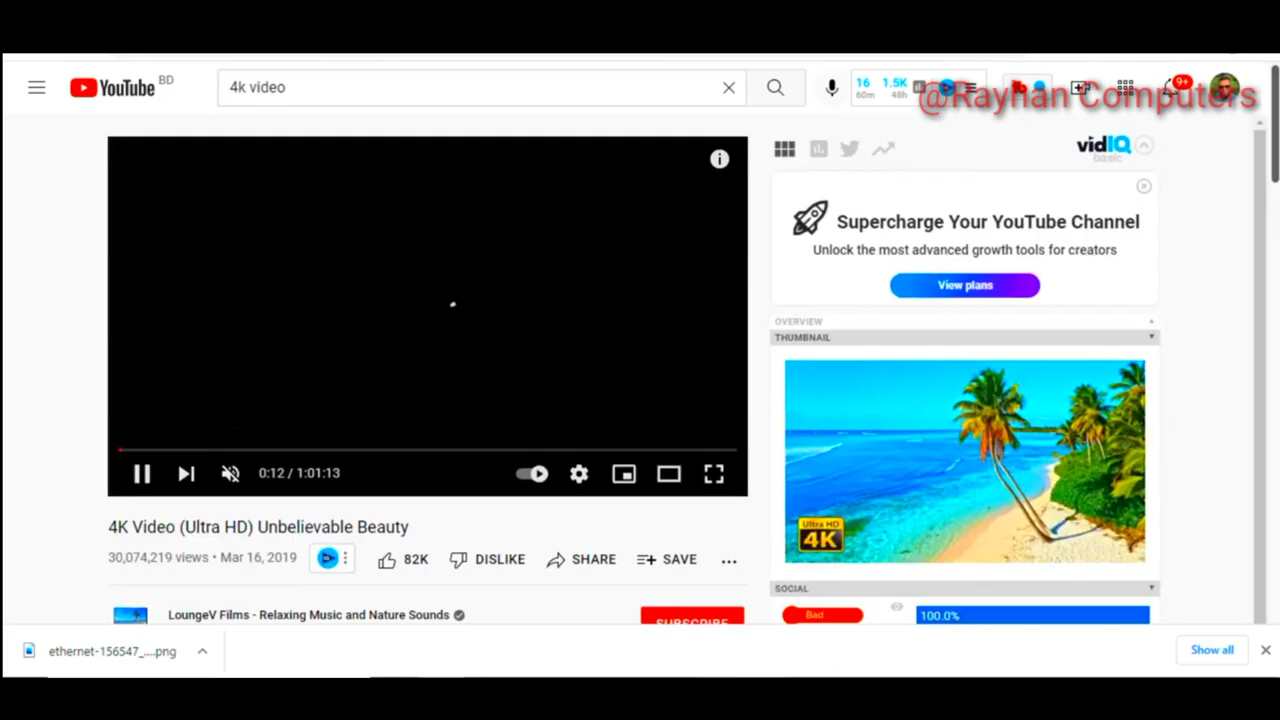 YouTube BD
4k video
16 1.5K
60m 48h
9+
@Rayhan Computers
vidIQ
basic
Supercharge Your YouTube Channel
Unlock the most advanced growth tools for creators
View plans
OVERVIEW
THUMBNAIL
Ultra HD
4K
0:12 / 1:01:13
4K Video (Ultra HD) Unbelievable Beauty
30,074,219 views • Mar 16, 2019
82K DISLIKE SHARE SAVE
SOCIAL
Bad 100.0%
LoungeV Films - Relaxing Music and Nature Sounds
SUBSCRIBE
ethernet-156547_....png
Show all